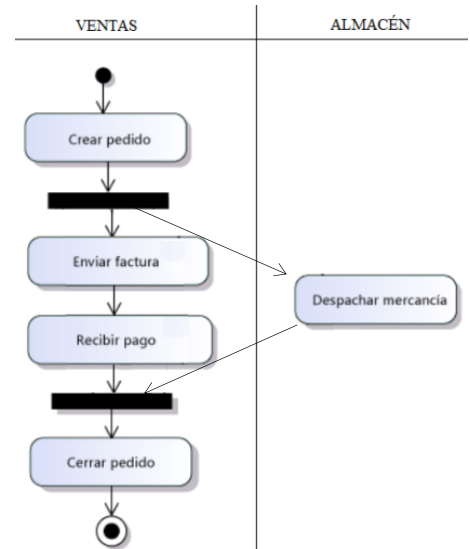 VENTAS
ALMACÉN
Crear pedido
Enviar factura
Despachar mercancía
Recibir pago
Cerrar pedido